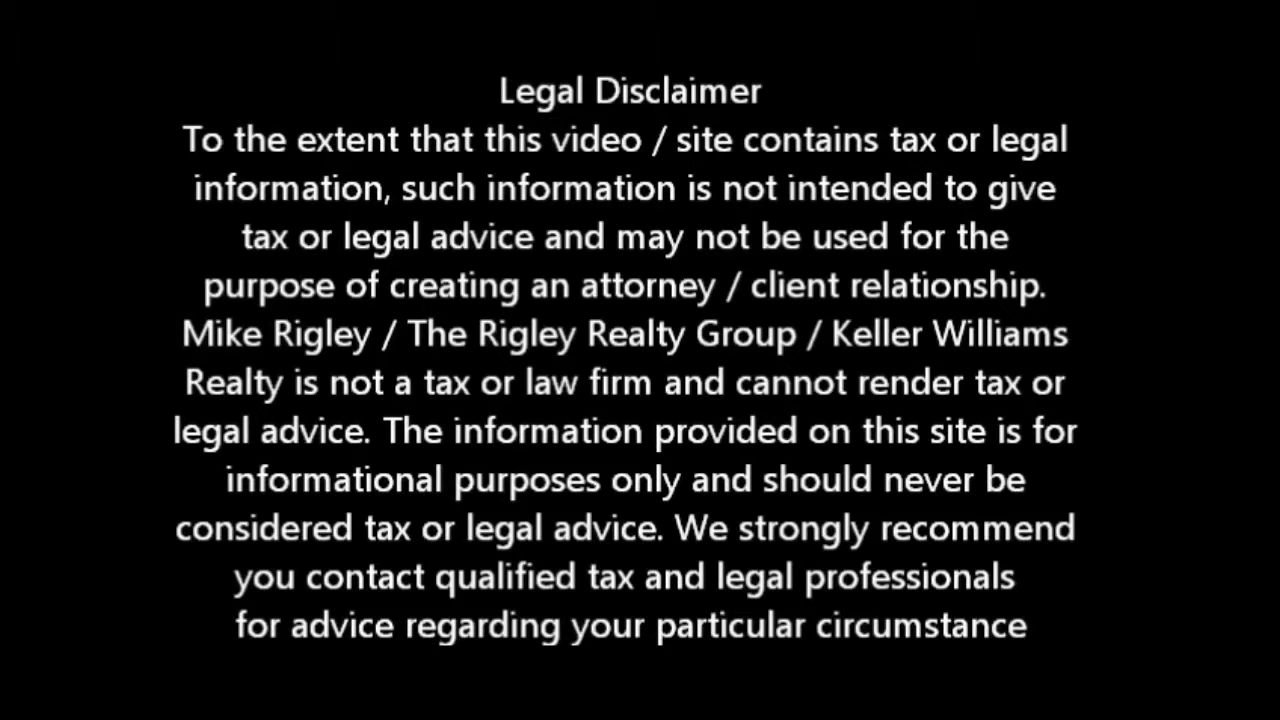 Legal Disclaimer
To the extent that this video / site contains tax or legal
information, such information is not intended to give
tax or legal advice and may not be used for the
purpose of creating an attorney / client relationship.
Mike Rigley / The Rigley Realty Group / Keller Williams
Realty is not a tax or law firm and cannot render tax or
legal advice. The information provided on this site is for
informational purposes only and should never be
considered tax or legal advice. We strongly recommend
you contact qualified tax and legal professionals
for advice regarding your particular circumstance